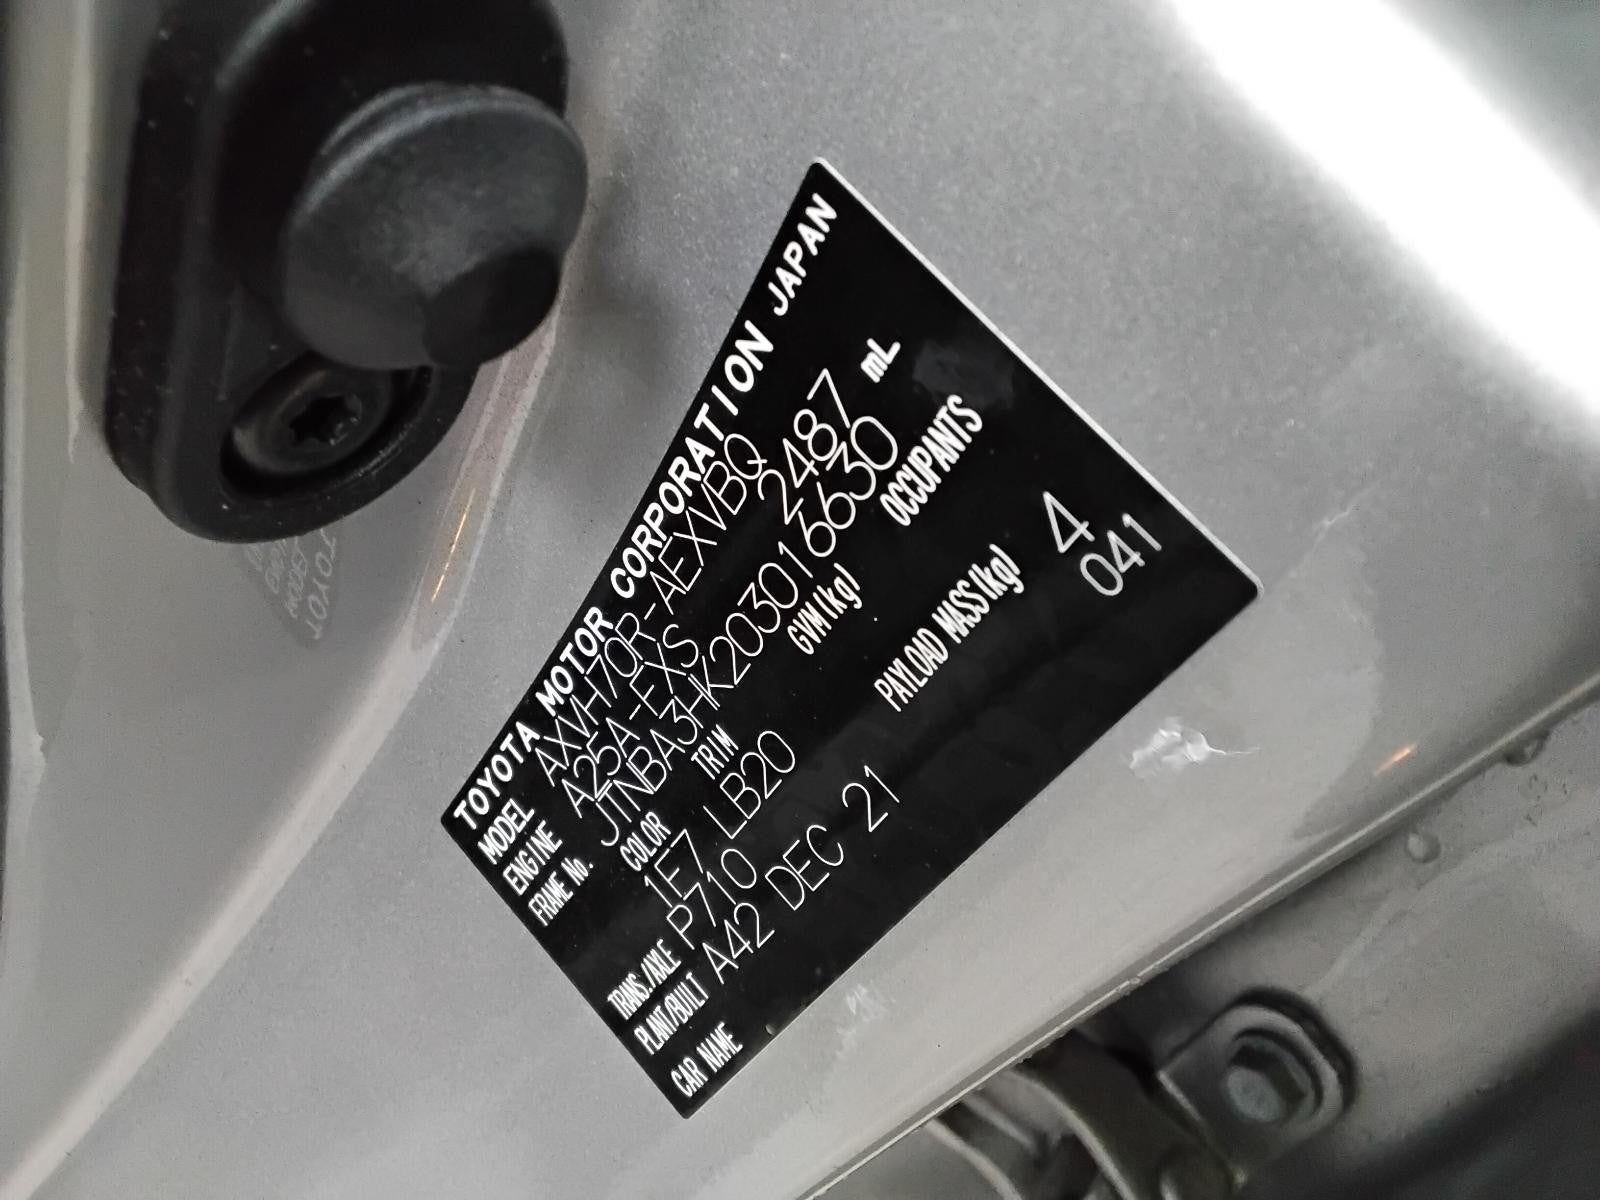 TOYOTA MOTOR CORPORATION JAPAN
MODEL AXVH70R-AEXVBQ
ENGINE A25A-EXS 2487 mL
FRAME No. JTNBA3HK203016630
COLOR TRIM GVM(kg) OCCUPANTS
1F7 LB20
TRANS./AXLE P710 PAYLOAD MASS(kg)
PLANT/BUILT A42 DEC 21 4
CAR NAME 041